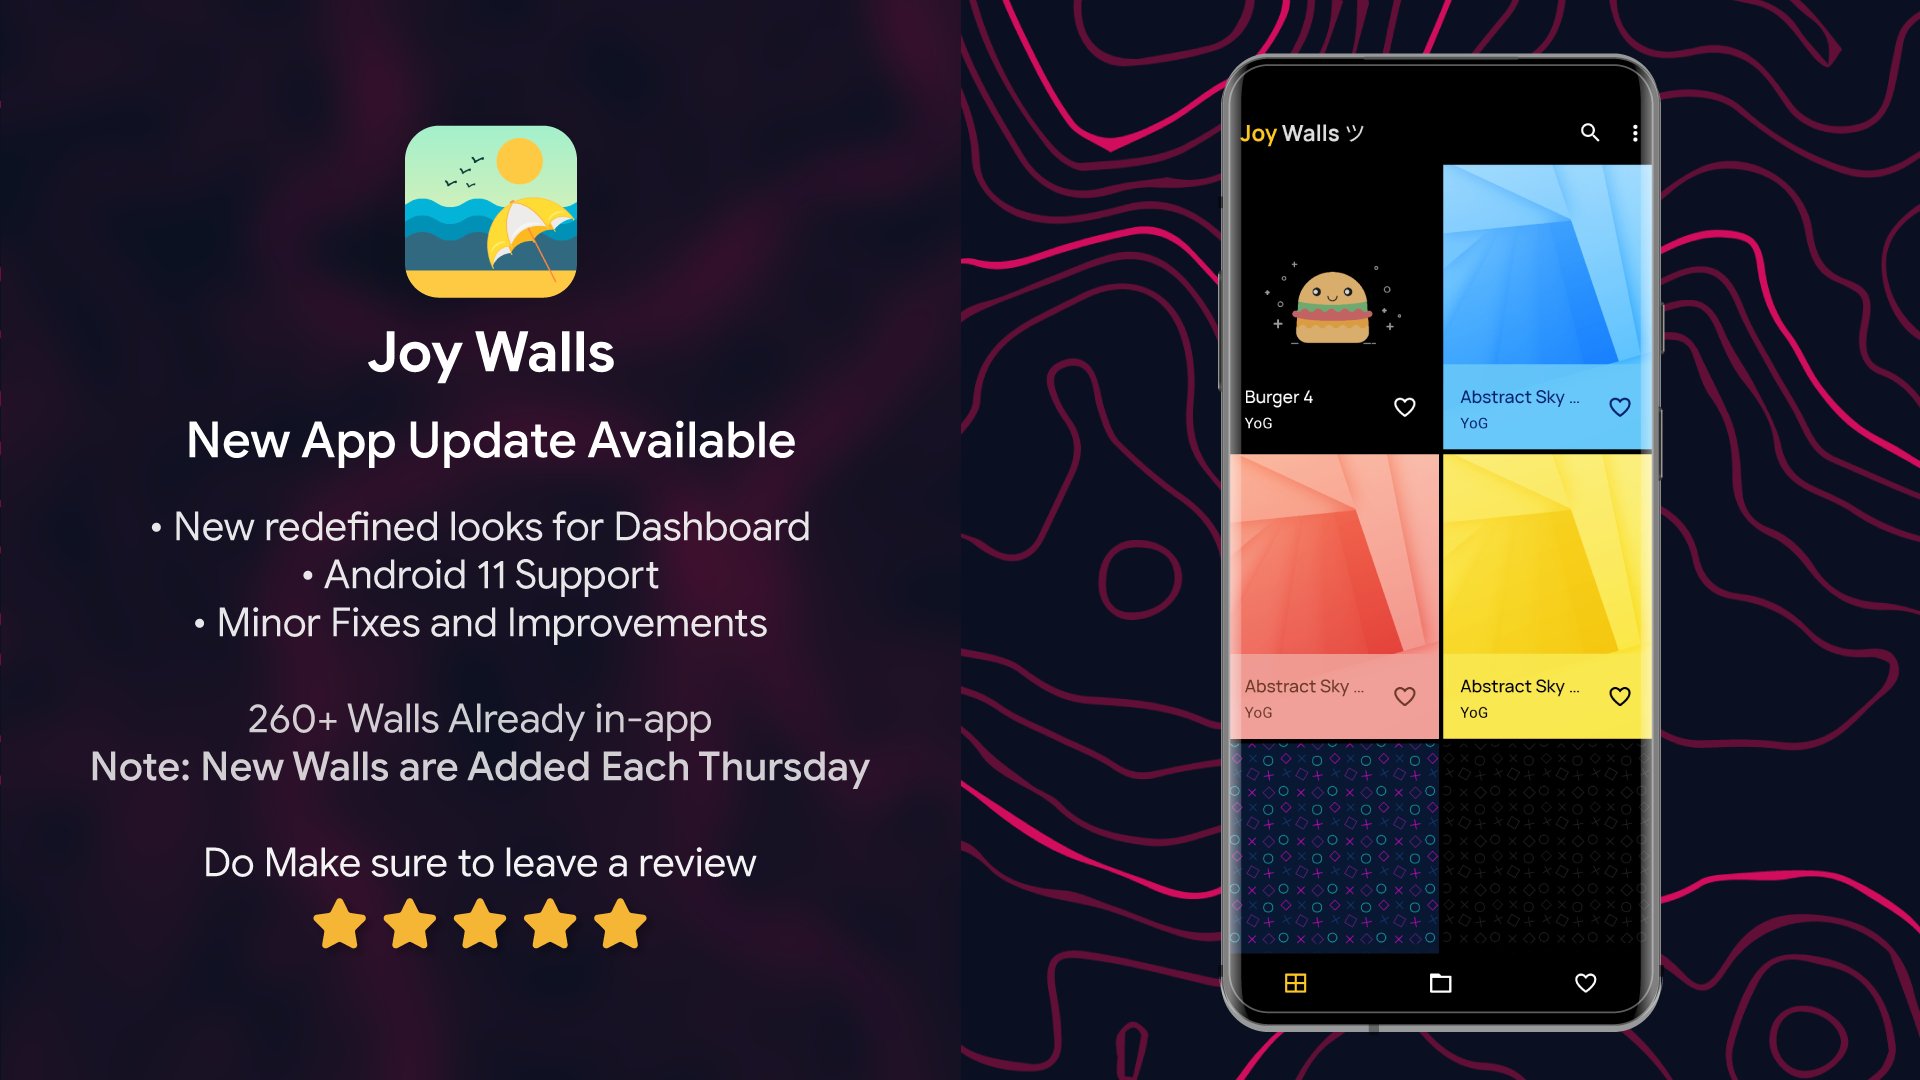 Joy Walls
New App Update Available
• New redefined looks for Dashboard
• Android 11 Support
• Minor Fixes and Improvements
260+ Walls Already in-app
Note: New Walls are Added Each Thursday
Do Make sure to leave a review
Joy Walls ツ
Burger 4
YoG
Abstract Sky ...
YoG
Abstract Sky ...
YoG
Abstract Sky ...
YoG